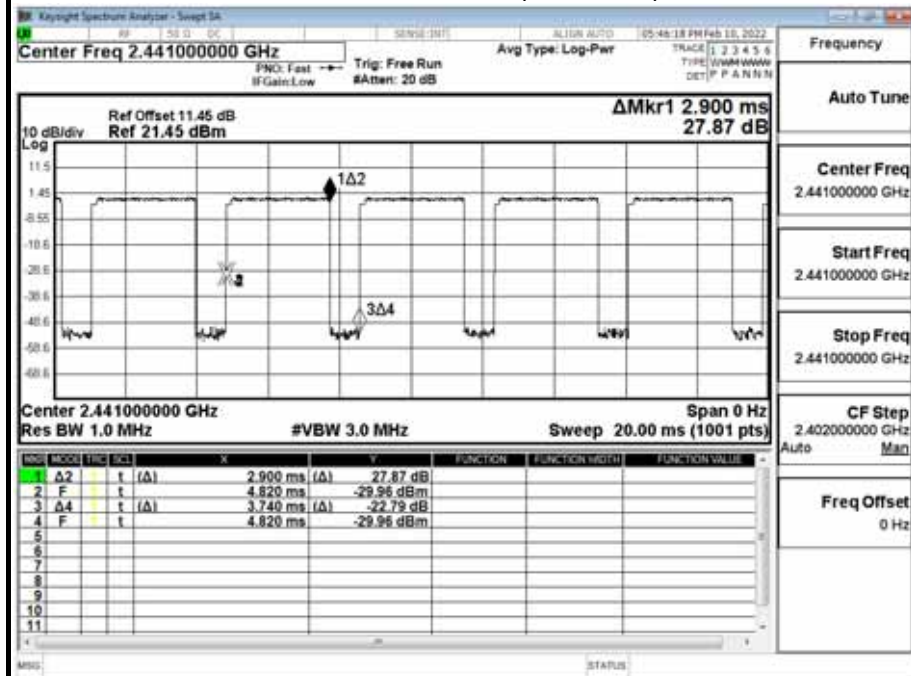 Keysight Spectrum Analyzer - Swept SA
RF 50 Ω DC SENSE:INT ALIGN AUTO 05:46:18 PM Feb 10, 2022
Center Freq 2.441000000 GHz
PNO: Fast
IFGain:Low
Trig: Free Run
#Atten: 20 dB
Avg Type: Log-Pwr
TRACE 1 2 3 4 5 6
TYPE WWWWWW
DET P P A N N N
ΔMkr1 2.900 ms
27.87 dB
Ref Offset 11.45 dB
10 dB/div Ref 21.45 dBm
Log
11.5
1.45
-8.55
-18.6
-28.6
-38.6
-48.6
-58.6
-68.6
1Δ2
3Δ4
Center 2.441000000 GHz Span 0 Hz
Res BW 1.0 MHz #VBW 3.0 MHz Sweep 20.00 ms (1001 pts)
MKR MODE TRC SCL X Y FUNCTION FUNCTION WIDTH FUNCTION VALUE
1 Δ2 1 t (Δ) 2.900 ms (Δ) 27.87 dB
2 F 1 t 4.820 ms -29.96 dBm
3 Δ4 1 t (Δ) 3.740 ms (Δ) -22.79 dB
4 F 1 t 4.820 ms -29.96 dBm
5
6
7
8
9
10
11
MSG STATUS
Frequency
Auto Tune
Center Freq
2.441000000 GHz
Start Freq
2.441000000 GHz
Stop Freq
2.441000000 GHz
CF Step
2.402000000 GHz
Auto Man
Freq Offset
0 Hz